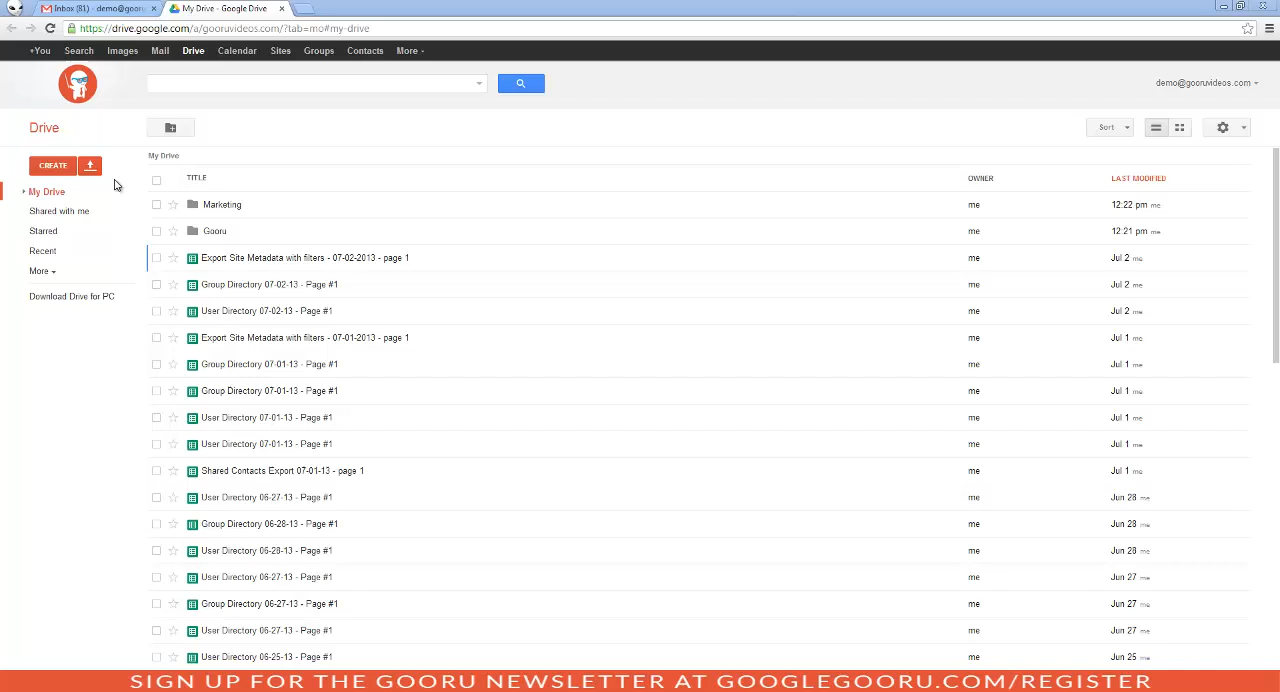 Inbox (81) - demo@gooru
My Drive - Google Drive
https://drive.google.com/a/gooruvideos.com/?tab=mo#my-drive
+You Search Images Mail Drive Calendar Sites Groups Contacts More
demo@gooruvideos.com
Drive
Sort
CREATE
My Drive
Shared with me
Starred
Recent
More
Download Drive for PC
My Drive
TITLE OWNER LAST MODIFIED
Marketing me 12:22 pm me
Gooru me 12:21 pm me
Export Site Metadata with filters - 07-02-2013 - page 1 me Jul 2 me
Group Directory 07-02-13 - Page #1 me Jul 2 me
User Directory 07-02-13 - Page #1 me Jul 2 me
Export Site Metadata with filters - 07-01-2013 - page 1 me Jul 1 me
Group Directory 07-01-13 - Page #1 me Jul 1 me
Group Directory 07-01-13 - Page #1 me Jul 1 me
User Directory 07-01-13 - Page #1 me Jul 1 me
User Directory 07-01-13 - Page #1 me Jul 1 me
Shared Contacts Export 07-01-13 - page 1 me Jul 1 me
User Directory 06-27-13 - Page #1 me Jun 28 me
Group Directory 06-28-13 - Page #1 me Jun 28 me
User Directory 06-28-13 - Page #1 me Jun 28 me
User Directory 06-27-13 - Page #1 me Jun 27 me
Group Directory 06-27-13 - Page #1 me Jun 27 me
User Directory 06-27-13 - Page #1 me Jun 27 me
User Directory 06-25-13 - Page #1 me Jun 25 me
SIGN UP FOR THE GOORU NEWSLETTER AT GOOGLEGOORU.COM/REGISTER